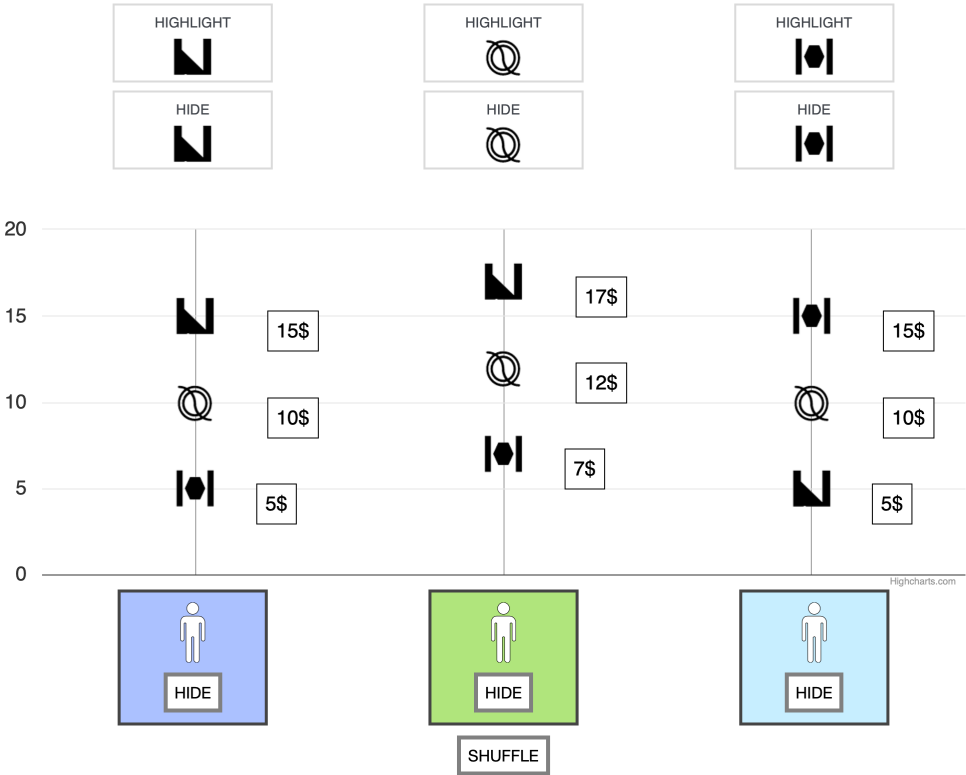 HIGHLIGHT HIGHLIGHT HIGHLIGHT
HIDE HIDE HIDE
20
17$
15 15$ 15$
12$
10 10$ 10$
7$
5 5$ 5$
0
Highcharts.com
HIDE HIDE HIDE
SHUFFLE